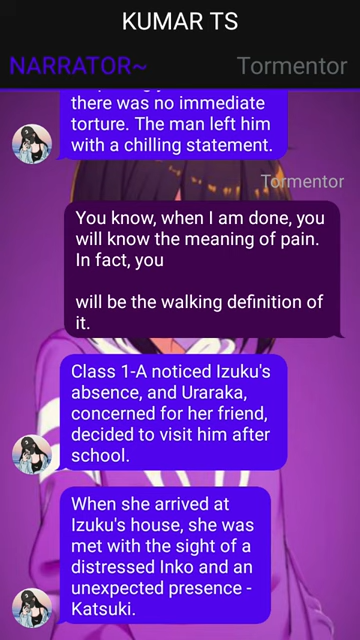 KUMAR TS
NARRATOR~ Tormentor
there was no immediate
torture. The man left him
with a chilling statement.
Tormentor
You know, when I am done, you
will know the meaning of pain.
In fact, you
will be the walking definition of
it.
Class 1-A noticed Izuku's
absence, and Uraraka,
concerned for her friend,
decided to visit him after
school.
When she arrived at
Izuku's house, she was
met with the sight of a
distressed Inko and an
unexpected presence -
Katsuki.